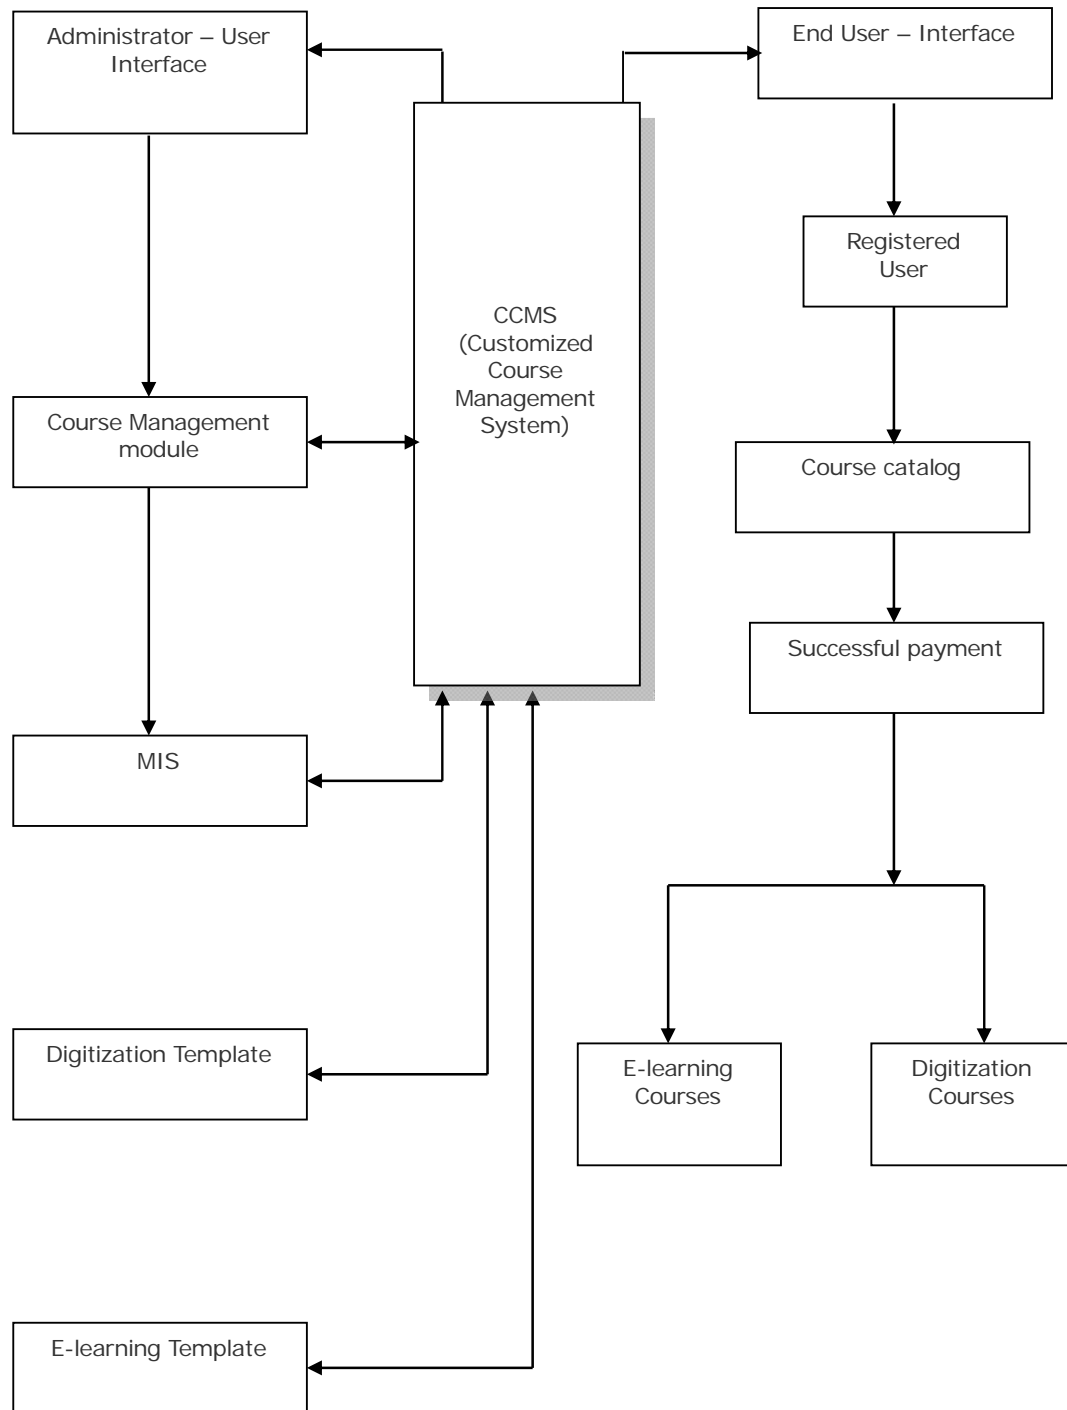 Administrator – User
Interface
End User – Interface
Registered
User
CCMS
(Customized
Course
Management
System)
Course Management
module
Course catalog
Successful payment
MIS
Digitization Template
E-learning
Courses
Digitization
Courses
E-learning Template